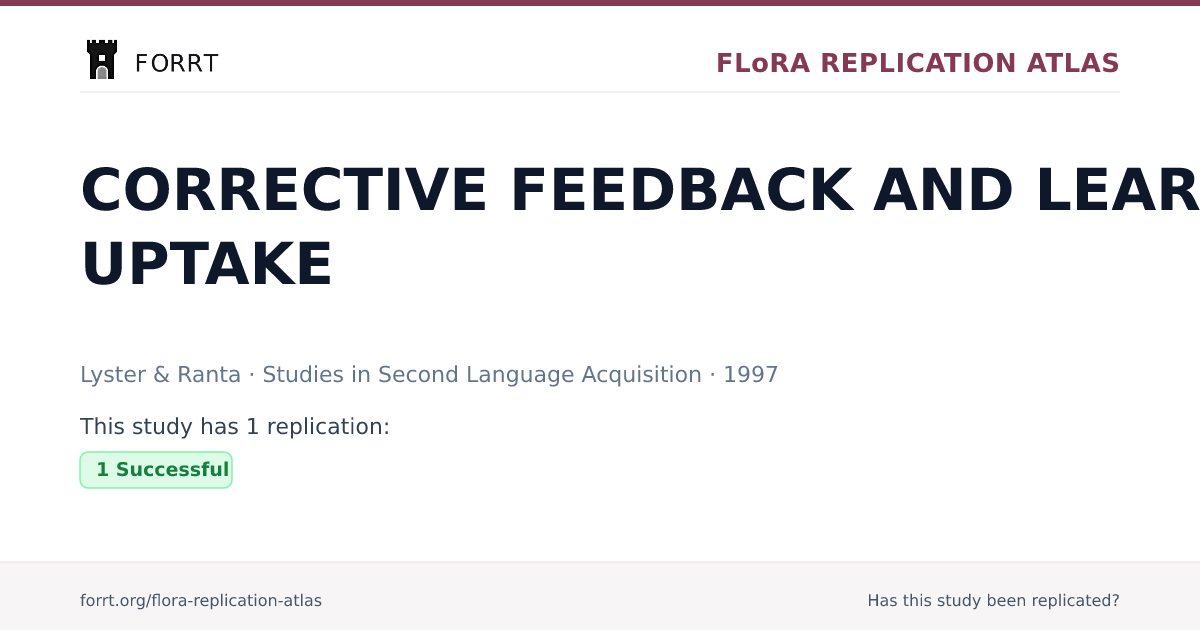 FORRT
FLoRA REPLICATION ATLAS
CORRECTIVE FEEDBACK AND LEAR
UPTAKE
Lyster & Ranta · Studies in Second Language Acquisition · 1997
This study has 1 replication:
1 Successful
forrt.org/flora-replication-atlas
Has this study been replicated?